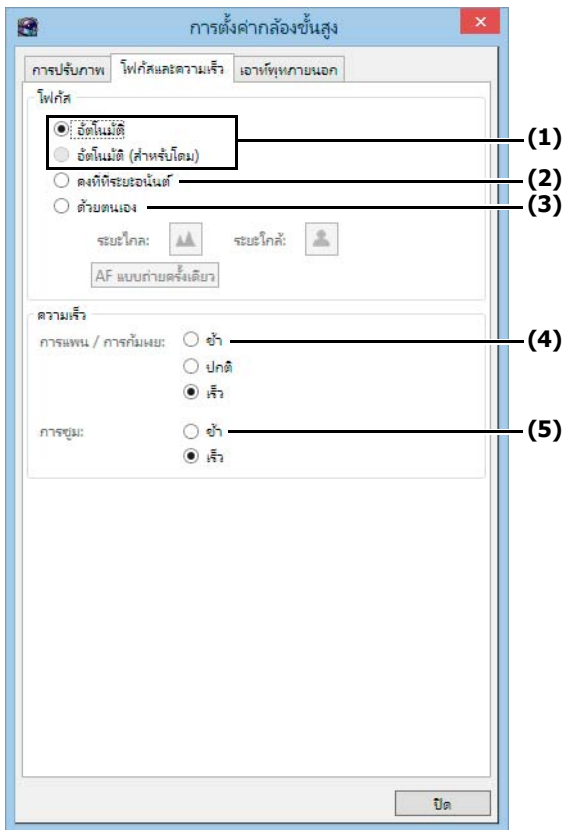 การตั้งค่ากล้องขั้นสูง
การปรับภาพ โฟกัสและความเร็ว เอาท์พุทภายนอก
โฟกัส
อัตโนมัติ
(1)
อัตโนมัติ (สำหรับโดม)
คงที่ที่ระยะอนันต์
(2)
ด้วยตนเอง
(3)
ระยะไกล: ระยะใกล้:
AF แบบถ่ายครั้งเดียว
ความเร็ว
การแพน / การก้มเงย: ช้า
(4)
ปกติ
เร็ว
การซูม: ช้า
(5)
เร็ว
ปิด